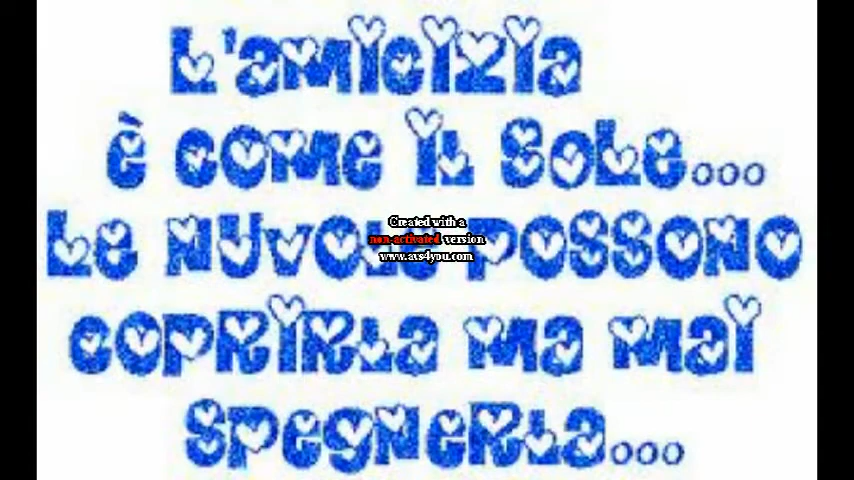 L'amicizia
è come il sole...
le nuvole possono
coprirla ma mai
spegnerla...
Created with a
non-activated version
www.avs4you.com